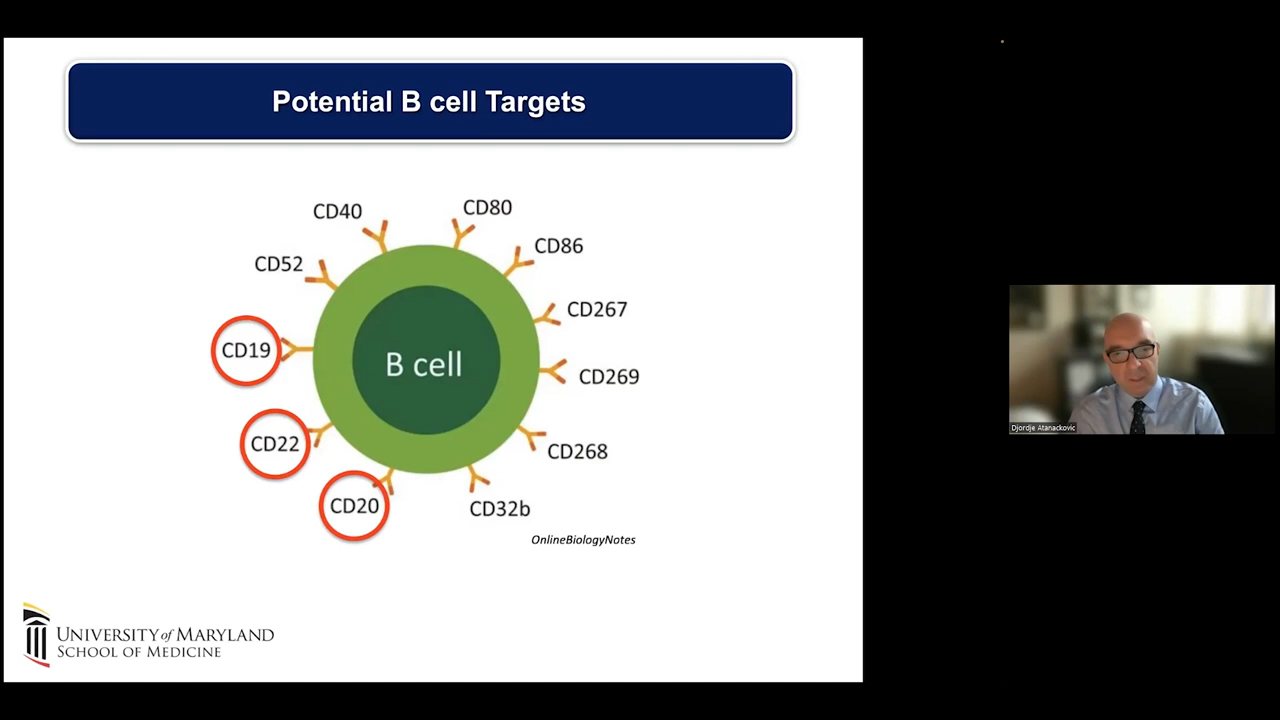 Potential B cell Targets
CD40
CD80
CD86
CD52
CD267
CD19
B cell
CD269
CD22
CD268
CD20
CD32b
OnlineBiologyNotes
UNIVERSITY of MARYLAND
SCHOOL OF MEDICINE
Djordje Atanackovic